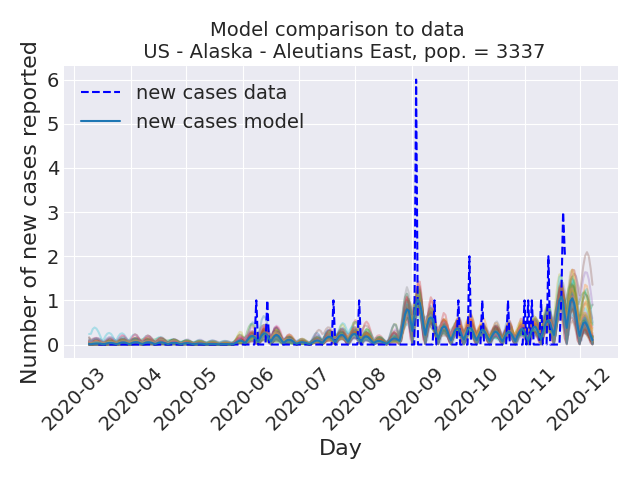 Model comparison to data
US - Alaska - Aleutians East, pop. = 3337
Number of new cases reported
6
5
4
3
2
1
0
new cases data
new cases model
2020-03
2020-04
2020-05
2020-06
2020-07
2020-08
2020-09
2020-10
2020-11
2020-12
Day